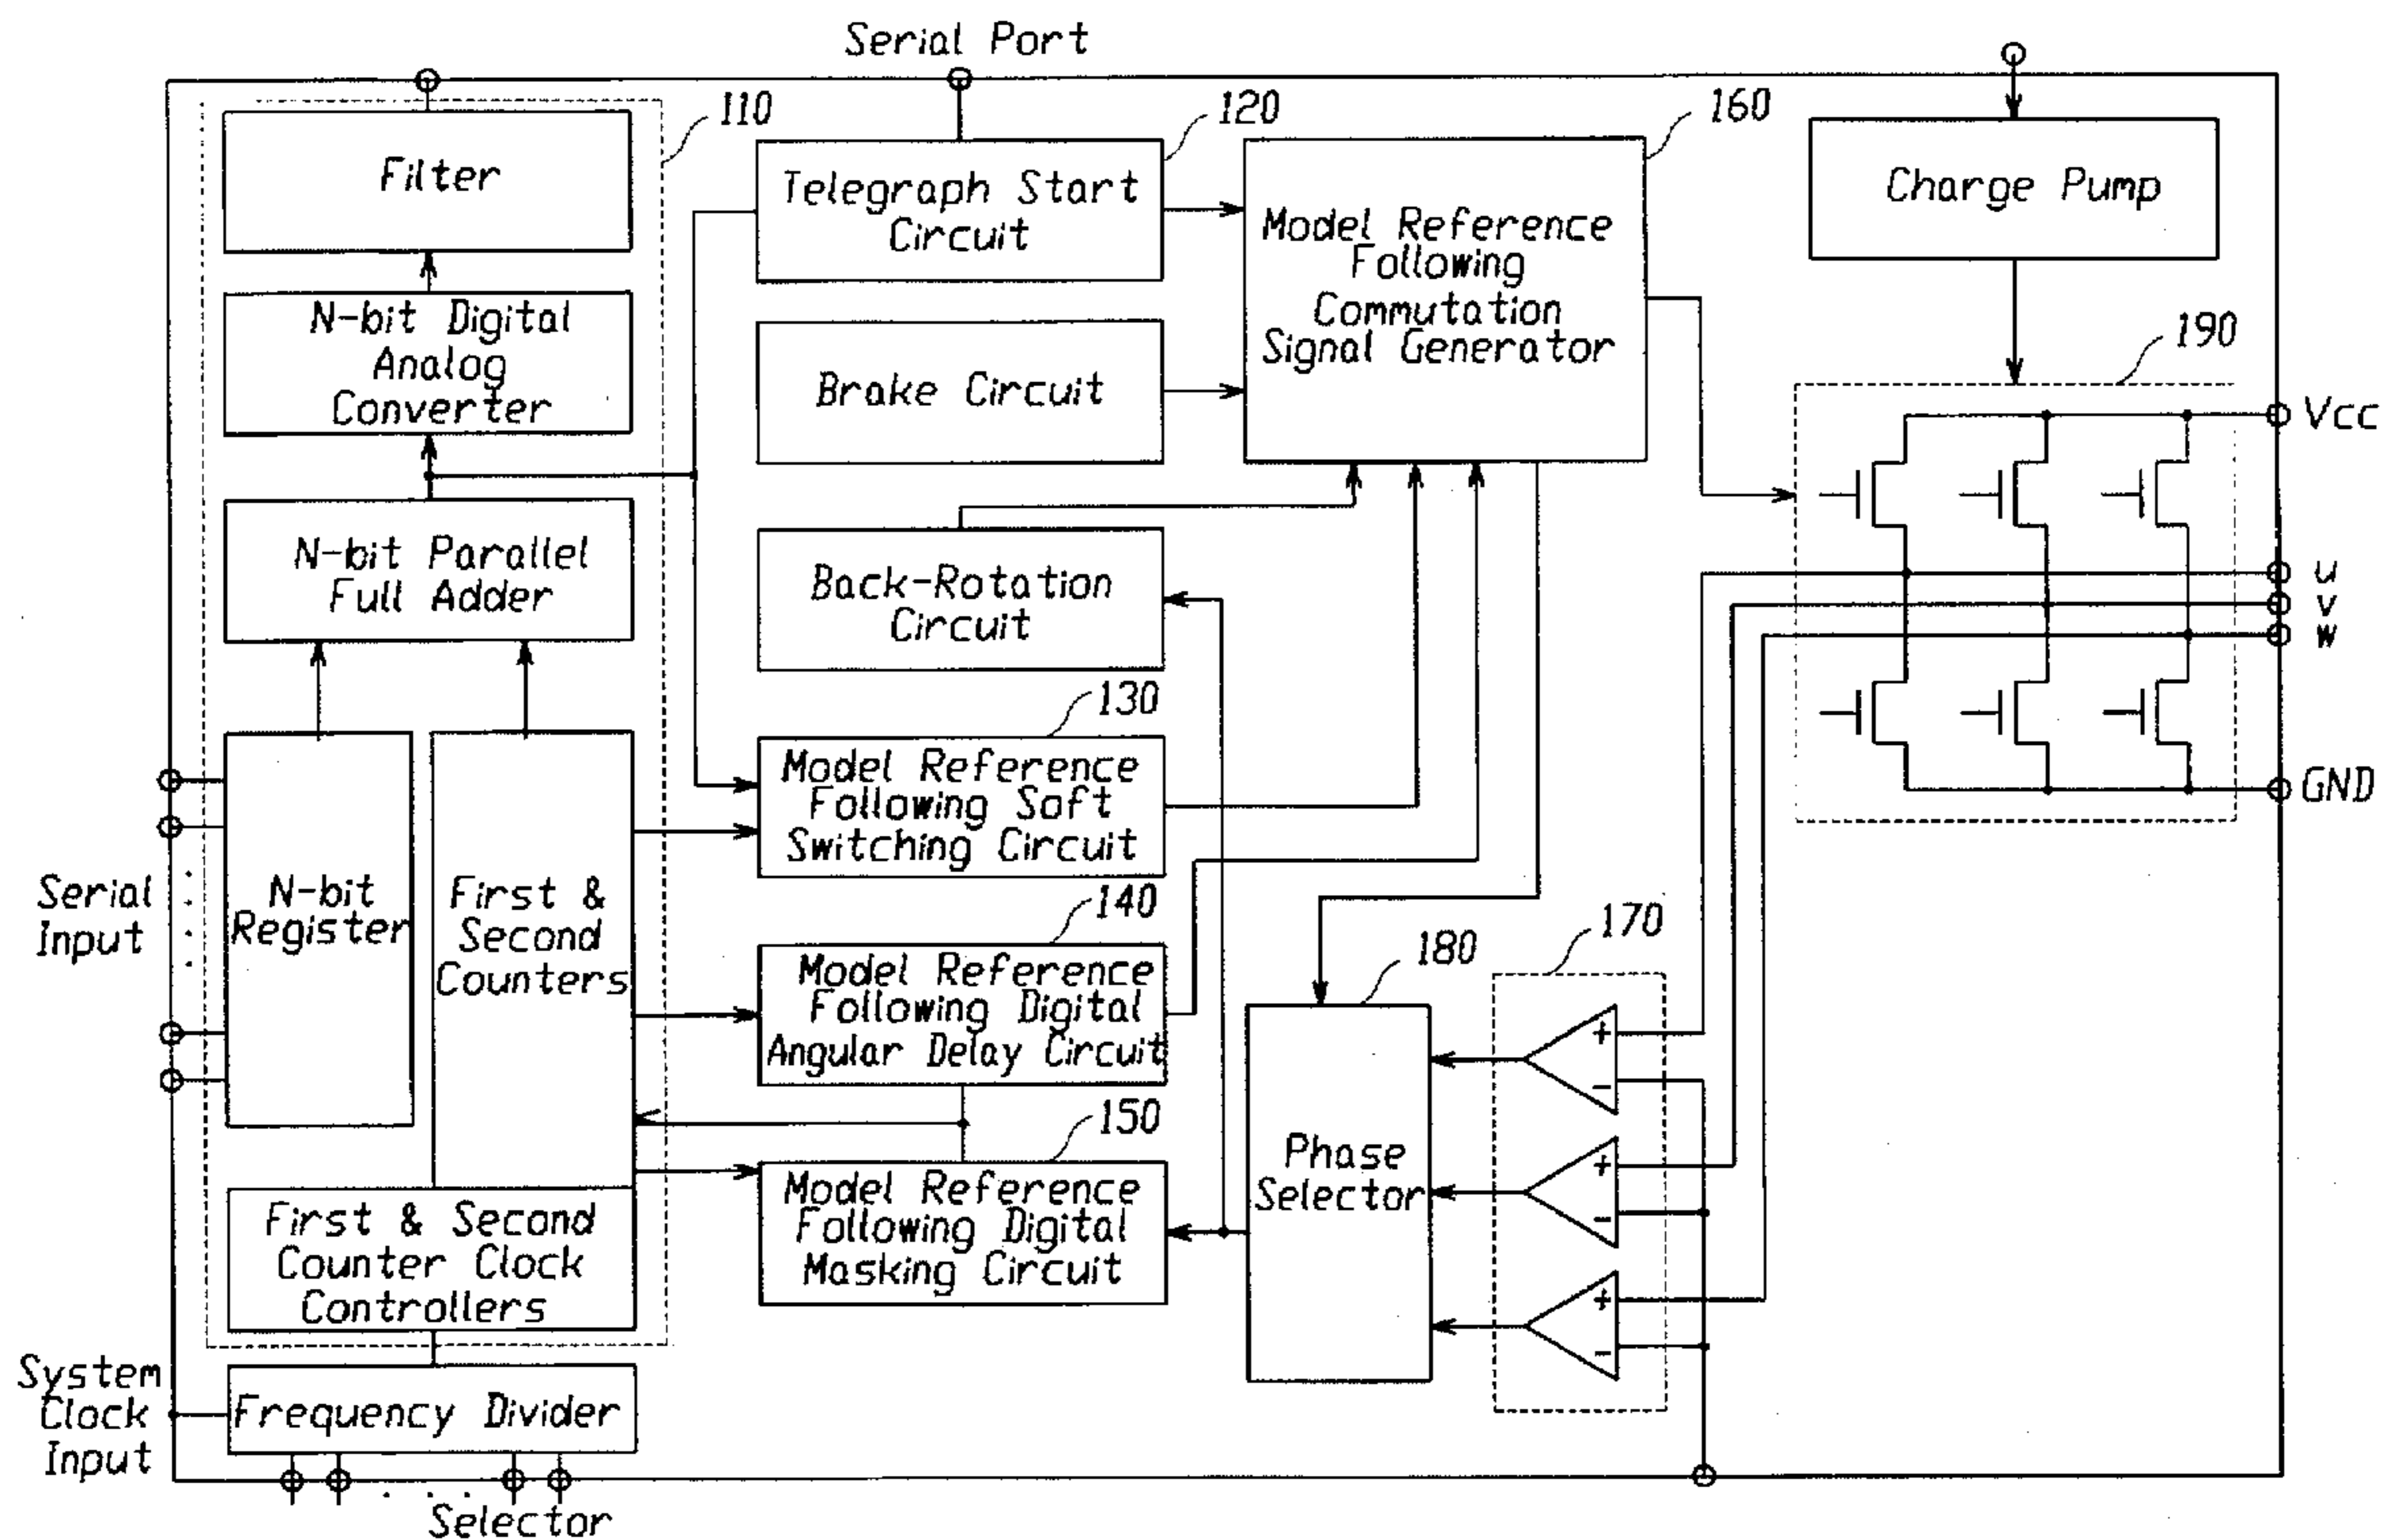 Serial Port
110
120
160
Filter
Telegraph Start
Circuit
Model Reference
Following
Commutation
Signal Generator
Charge Pump
N-bit Digital
Analog
Converter
Brake Circuit
190
Vcc
N-bit Parallel
Full Adder
Back-Rotation
Circuit
u
v
w
130
GND
Model Reference
Following Soft
Switching Circuit
Serial
Input
N-bit
Register
First &
Second
Counters
140
Model Reference
Following Digital
Angular Delay Circuit
180
170
+
−
150
Phase
Selector
+
−
Model Reference
Following Digital
Masking Circuit
First & Second
Counter Clock
Controllers
+
−
System
Clock
Input
Frequency Divider
Selector